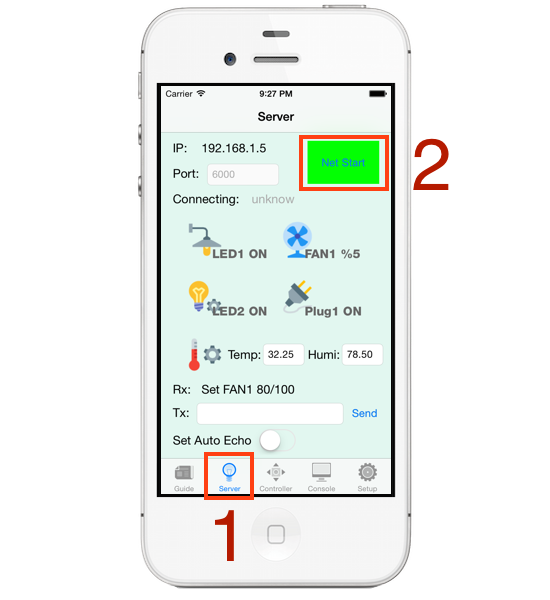 Carrier 9:27 PM
Server
IP: 192.168.1.5
Net Start
2
Port: 6000
Connecting: unknow
LED1 ON FAN1 %5
LED2 ON Plug1 ON
Temp: 32.25 Humi: 78.50
Rx: Set FAN1 80/100
Tx: Send
Set Auto Echo
Guide Server Controller Console Setup
1